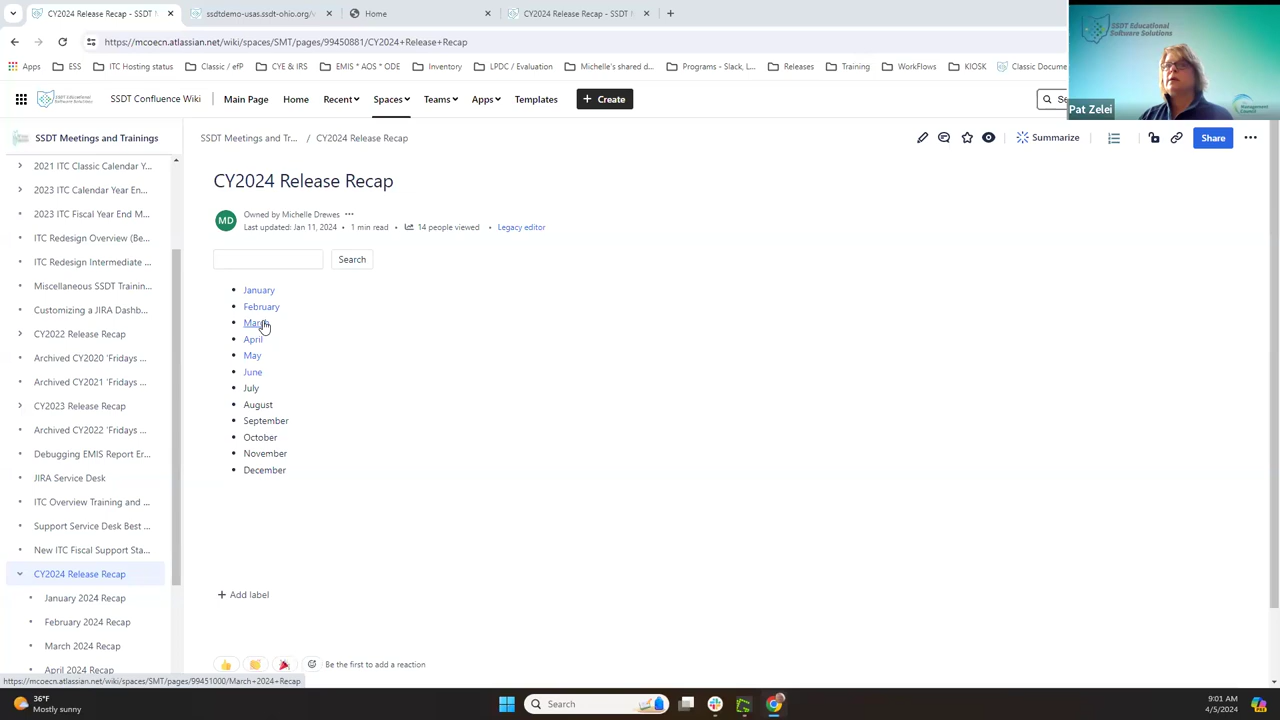 CY2024 Release Recap - SSDT M
ssdtdemo-usas.ssdt-ohio.org/v
Home
CY2024 Release Recap - SSDT M
https://mcoecn.atlassian.net/wiki/spaces/SMT/pages/99450881/CY2024+Release+Recap
Apps
ESS
ITC Hosting status
Classic / efP
CYE & IRS
EMIS * AOS * ODE
Inventory
LPDC / Evaluation
Michelle's shared d...
Programs - Slack, L...
Releases
Training
WorkFlows
KIOSK
Classic Docume
SSDT Educational
Software Solutions
Management
Council
Pat Zelei
SSDT Confluence Wiki
Main Page
Home
Recent
Spaces
Teams
Apps
Templates
+ Create
SSDT Meetings and Trainings
SSDT Meetings and Tr... / CY2024 Release Recap
Summarize
Share
2021 ITC Classic Calendar Y...
2023 ITC Calendar Year En...
2023 ITC Fiscal Year End M...
ITC Redesign Overview (Be...
ITC Redesign Intermediate ...
Miscellaneous SSDT Trainin...
Customizing a JIRA Dashb...
CY2022 Release Recap
Archived CY2020 'Fridays ...
Archived CY2021 'Fridays ...
CY2023 Release Recap
Archived CY2022 'Fridays ...
Debugging EMIS Report Er...
JIRA Service Desk
ITC Overview Training and ...
Support Service Desk Best ...
New ITC Fiscal Support Sta...
CY2024 Release Recap
January 2024 Recap
February 2024 Recap
March 2024 Recap
April 2024 Recap
CY2024 Release Recap
MD
Owned by Michelle Drewes
Last updated: Jan 11, 2024 • 1 min read • 14 people viewed • Legacy editor
Search
• January
• February
• March
• April
• May
• June
• July
• August
• September
• October
• November
• December
+ Add label
Be the first to add a reaction
https://mcoecn.atlassian.net/wiki/spaces/SMT/pages/99451000/March+2024+Recap
36°F
Mostly sunny
Search
9:01 AM
4/5/2024